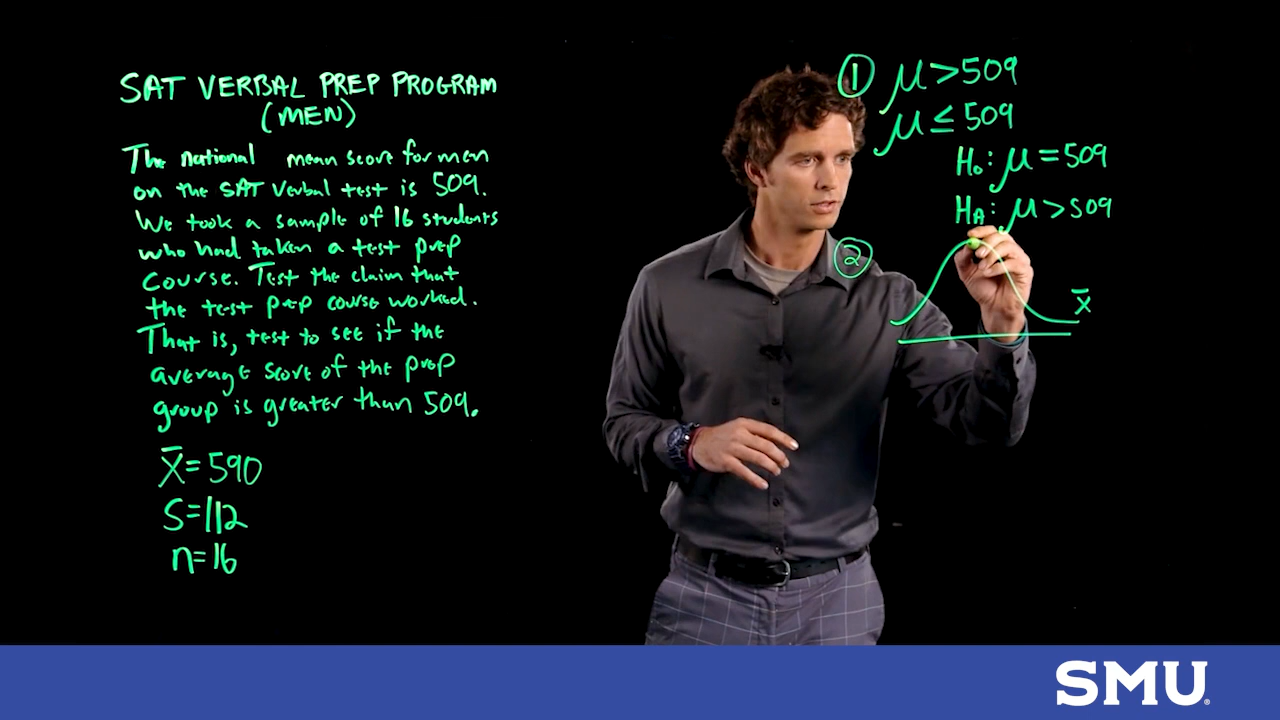 SAT VERBAL PREP PROGRAM
(MEN)
The national mean score for men
on the SAT Verbal test is 509.
We took a sample of 16 students
who had taken a test prep
course. Test the claim that
the test prep course worked.
That is, test to see if the
average score of the prep
group is greater than 509.
x̄=590
S=112
n=16
① μ>509
μ≤509
H₀: μ=509
H_A: μ>509
②
x̄
SMU